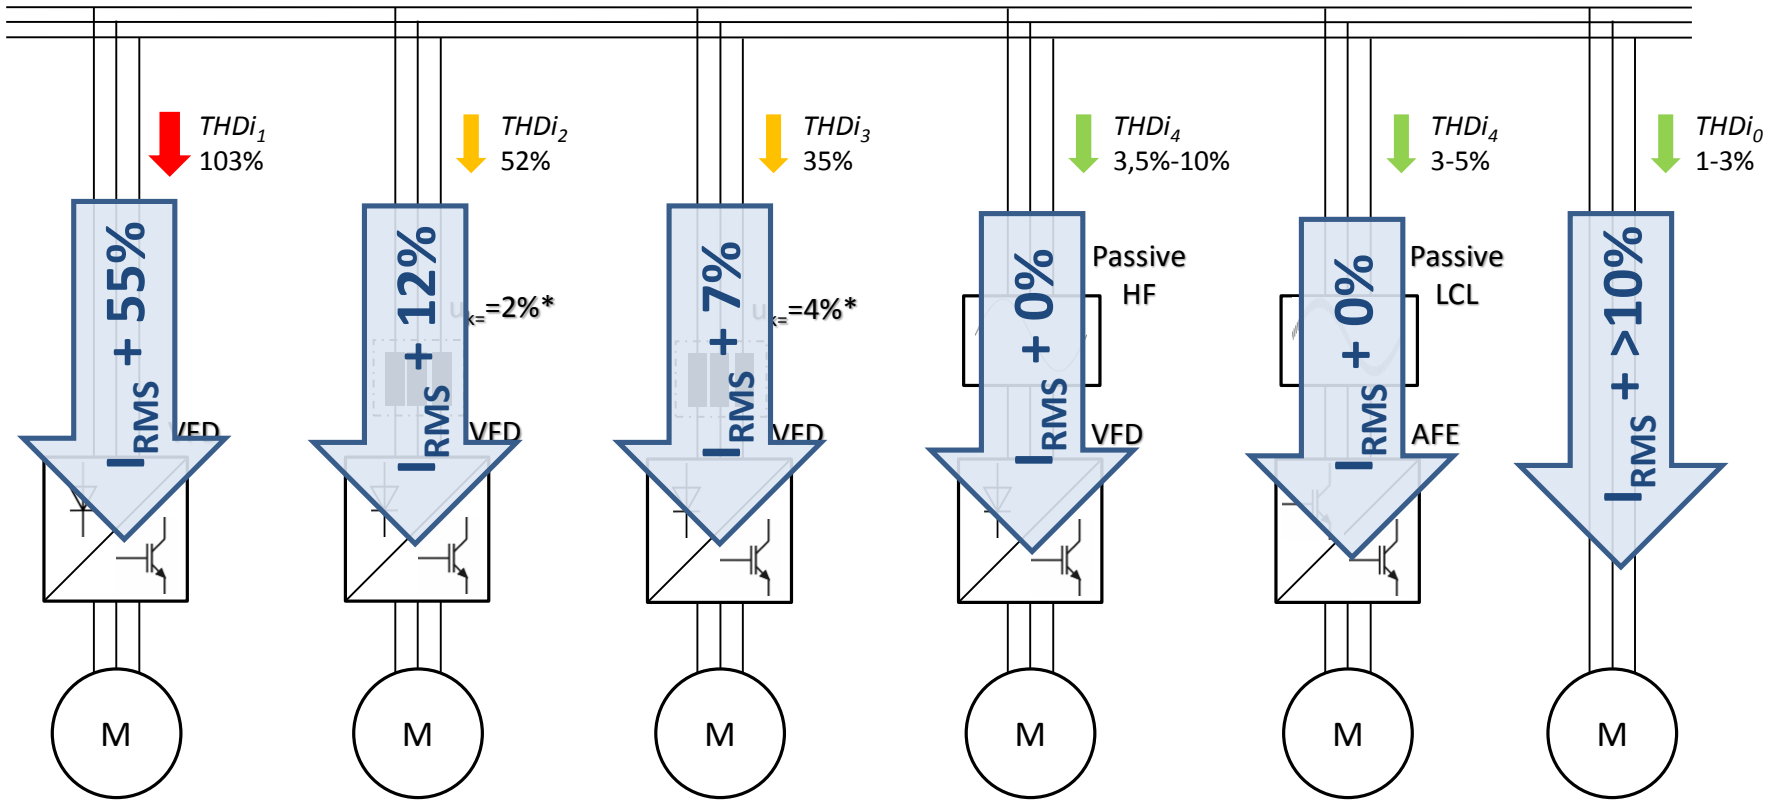 THDi1
103%
THDi2
52%
THDi3
35%
THDi4
3,5%-10%
THDi4
3-5%
THDi0
1-3%
IRMS + 55%
IRMS + 12%
IRMS + 7%
IRMS + 0%
IRMS + 0%
IRMS + >10%
uk= =2%*
uk= =4%*
Passive
HF
Passive
LCL
VFD
VFD
VFD
VFD
AFE
M
M
M
M
M
M